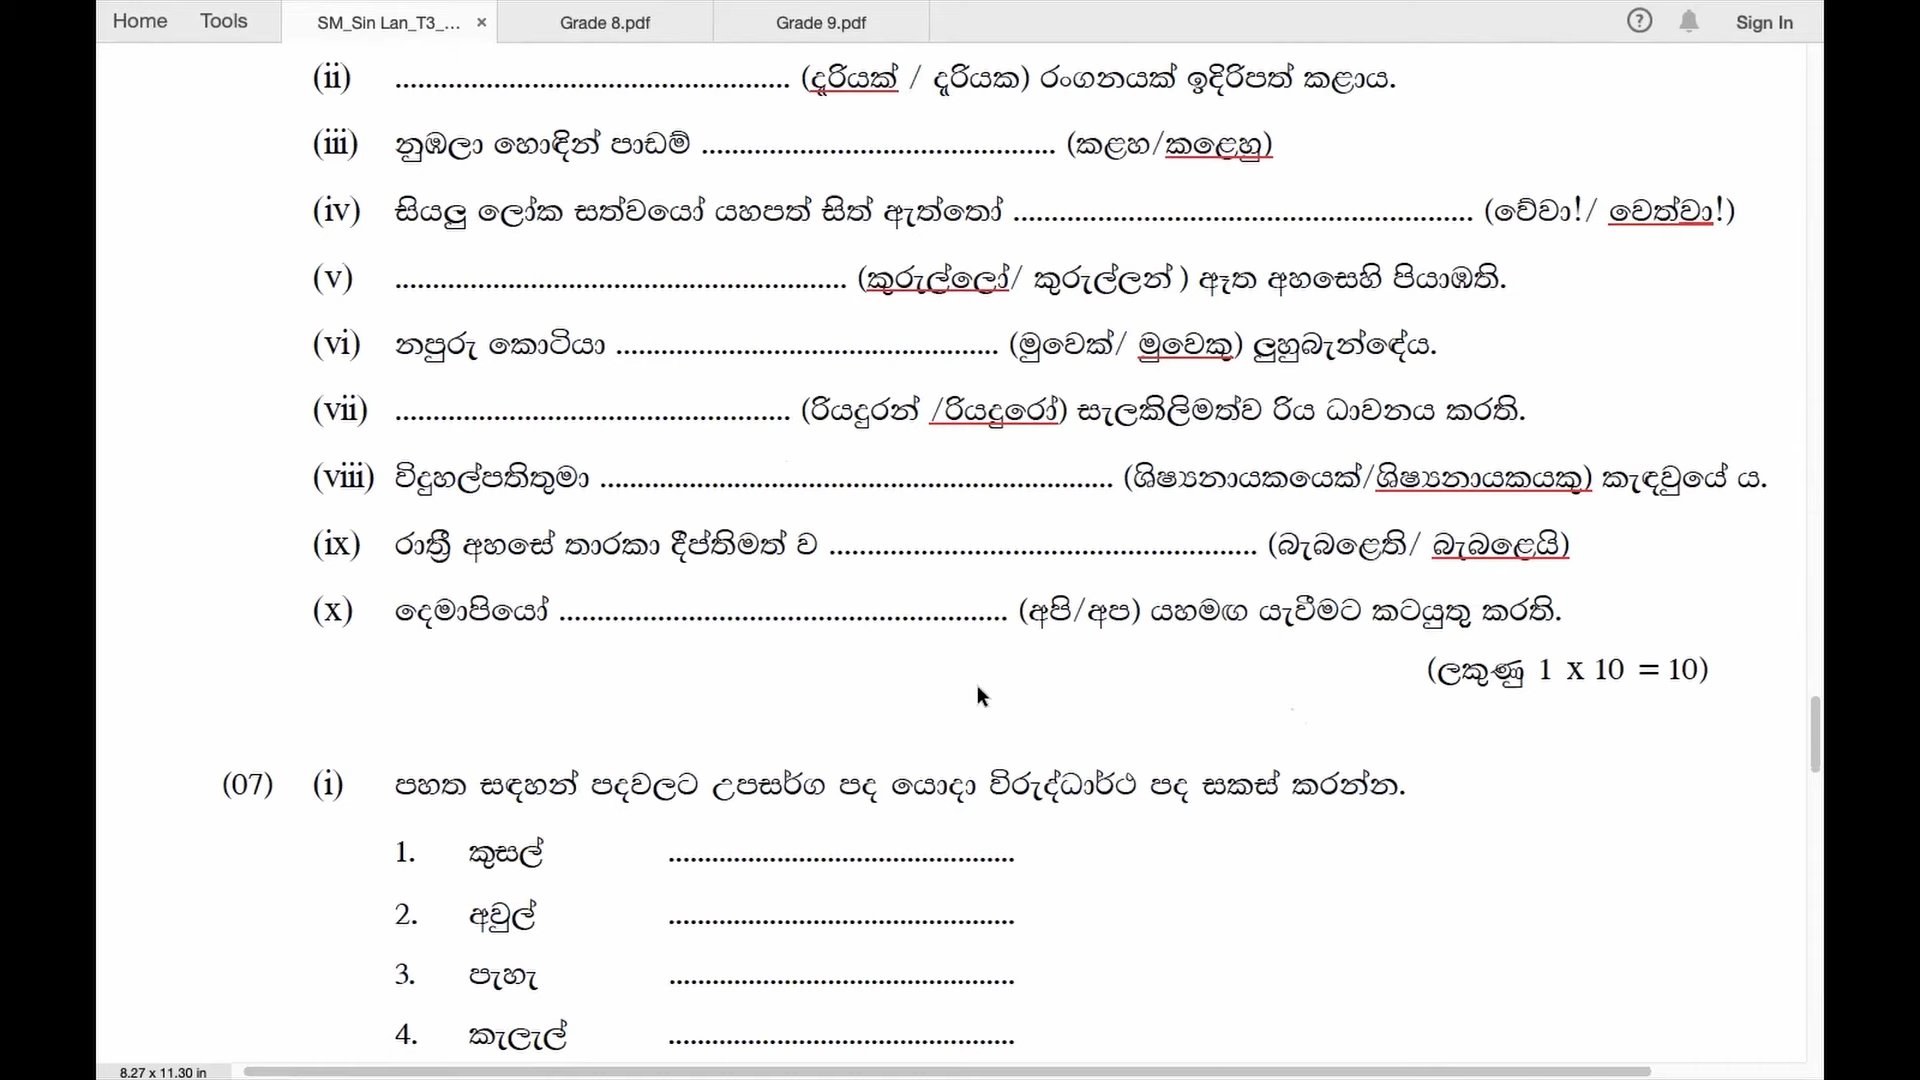 Home Tools SM_Sin Lan_T3_... × Grade 8.pdf Grade 9.pdf ? Sign In
(ii) ................................................... (දැරියක් / දැරියක) රංගනයක් ඉදිරිපත් කළාය.
(iii) නුඹලා හොඳින් පාඩම් .............................................. (කළහ/කළෙහු)
(iv) සියලු ලෝක සත්වයෝ යහපත් සිත් ඇත්තෝ ............................................................ (වේවා!/ වෙත්වා!)
(v) ........................................................... (කුරුල්ලෝ/ කුරුල්ලන් ) ඈත අහසෙහි පියාඹති.
(vi) නපුරු කොටියා .................................................. (මුවෙක්/ මුවෙකු) ලුහුබැන්ඳේය.
(vii) ................................................... (රියදුරන් /රියදුරෝ) සැලකිලිමත්ව රිය ධාවනය කරති.
(viii) විදුහල්පතිතුමා ................................................................... (ශිෂ්‍යනායකයෙක්/ශිෂ්‍යනායකයකු) කැඳවුයේ ය.
(ix) රාත්‍රී අහසේ තාරකා දීප්තිමත් ව ........................................................ (බැබළෙති/ බැබළෙයි)
(x) දෙමාපියෝ .......................................................... (අපි/අප) යහමඟ යැවීමට කටයුතු කරති.
(ලකුණු 1 x 10 = 10)
(07) (i) පහත සඳහන් පදවලට උපසර්ග පද යොදා විරුද්ධාර්ථ පද සකස් කරන්න.
1. කුසල් .............................................
2. අවුල් .............................................
3. පැහැ .............................................
4. කැලැල් .............................................
8.27 x 11.30 in